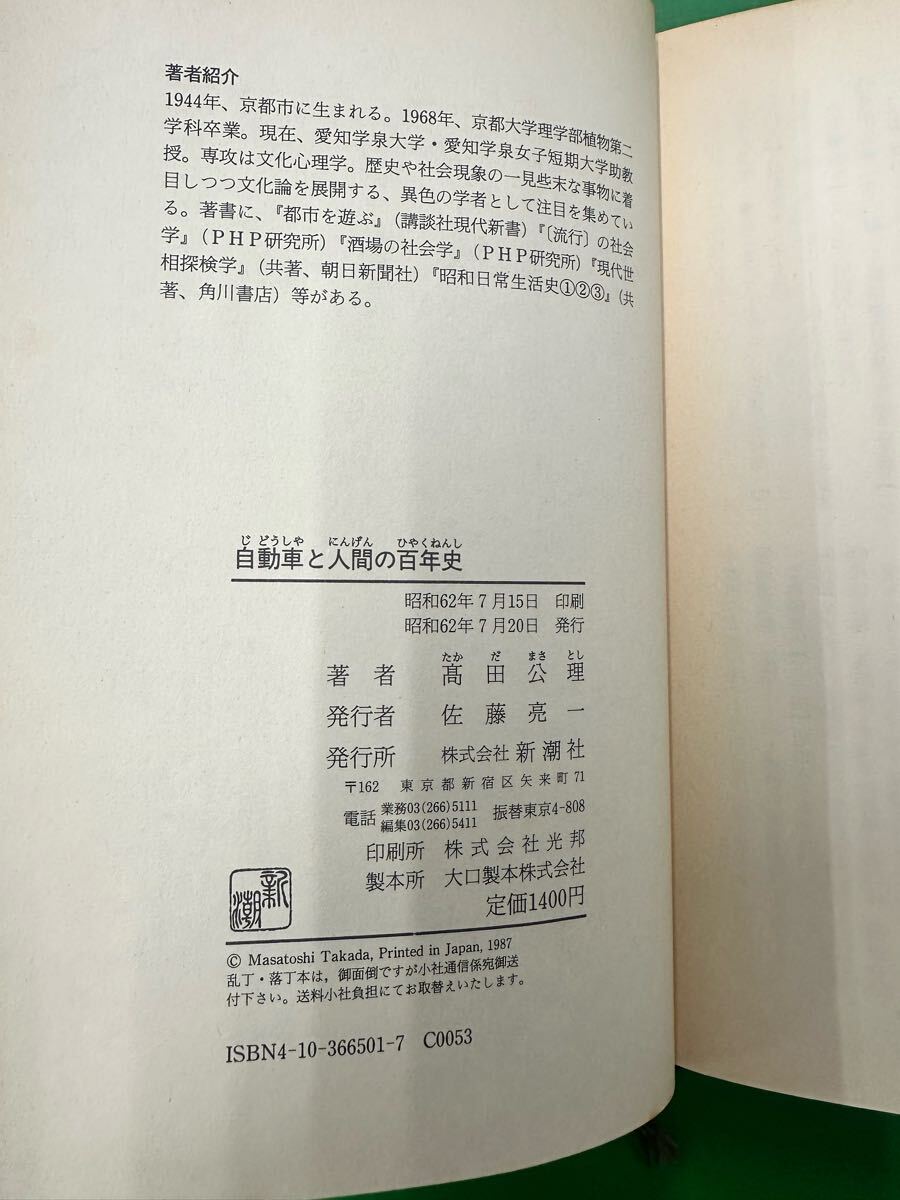 著者紹介
1944年、京都市に生まれる。1968年、京都大学理学部植物第二
学科卒業。現在、愛知学泉大学・愛知学泉女子短期大学助教
授。専攻は文化心理学。歴史や社会現象の一見些末な事物に着
目しつつ文化論を展開する、異色の学者として注目を集めてい
る。著書に、『都市を遊ぶ』（講談社現代新書）『〔流行〕の社会
学』（ＰＨＰ研究所）『酒場の社会学』（ＰＨＰ研究所）『現代世
相探検学』（共著、朝日新聞社）『昭和日常生活史①②③』（共
著、角川書店）等がある。
じどうしや にんげん ひやくねんし
自動車と人間の百年史
昭和62年７月15日 印刷
昭和62年７月20日 発行
たか だ まさ とし
著者 髙田公理
発行者 佐藤亮一
発行所 株式会社新潮社
〒162 東京都新宿区矢来町71
電話 業務03(266)5111 振替東京4-808
編集03(266)5411
印刷所 株式会社光邦
製本所 大口製本株式会社
定価1400円
新潮
© Masatoshi Takada, Printed in Japan, 1987
乱丁・落丁本は，御面倒ですが小社通信係宛御送
付下さい。送料小社負担にてお取替えいたします。
ISBN4-10-366501-7 C0053